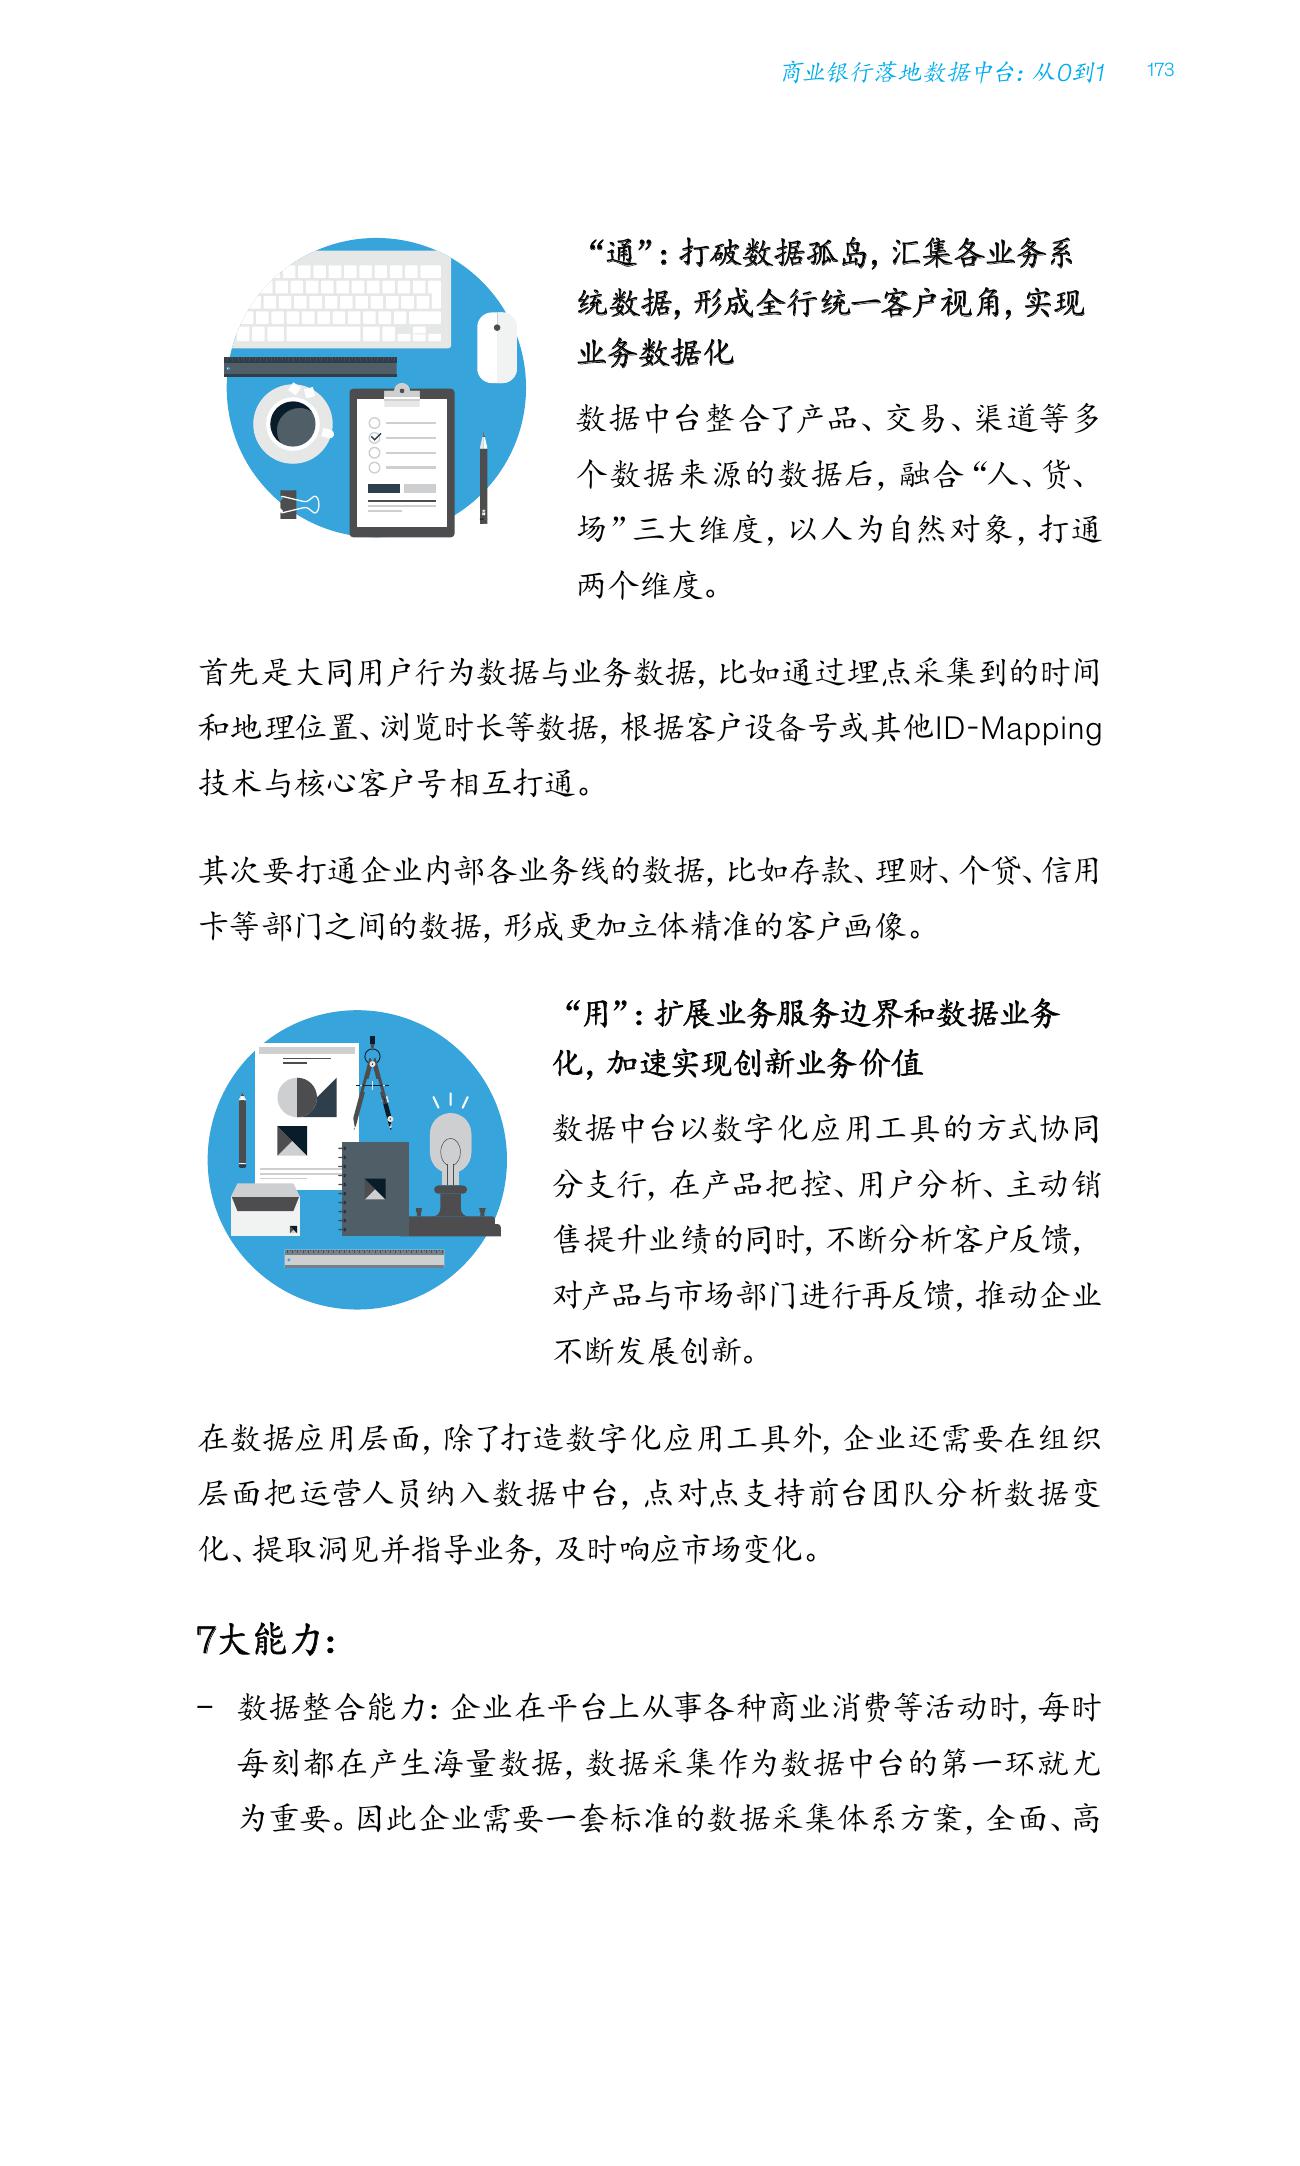 商业银行落地数据中台：从0到1 173
“通”：打破数据孤岛，汇集各业务系
统数据，形成全行统一客户视角，实现
业务数据化
数据中台整合了产品、交易、渠道等多
个数据来源的数据后，融合“人、货、
场”三大维度，以人为自然对象，打通
两个维度。
首先是大同用户行为数据与业务数据，比如通过埋点采集到的时间
和地理位置、浏览时长等数据，根据客户设备号或其他ID-Mapping
技术与核心客户号相互打通。
其次要打通企业内部各业务线的数据，比如存款、理财、个贷、信用
卡等部门之间的数据，形成更加立体精准的客户画像。
“用”：扩展业务服务边界和数据业务
化，加速实现创新业务价值
数据中台以数字化应用工具的方式协同
分支行，在产品把控、用户分析、主动销
售提升业绩的同时，不断分析客户反馈，
对产品与市场部门进行再反馈，推动企业
不断发展创新。
在数据应用层面，除了打造数字化应用工具外，企业还需要在组织
层面把运营人员纳入数据中台，点对点支持前台团队分析数据变
化、提取洞见并指导业务，及时响应市场变化。
7大能力：
– 数据整合能力：企业在平台上从事各种商业消费等活动时，每时
每刻都在产生海量数据，数据采集作为数据中台的第一环就尤
为重要。因此企业需要一套标准的数据采集体系方案，全面、高